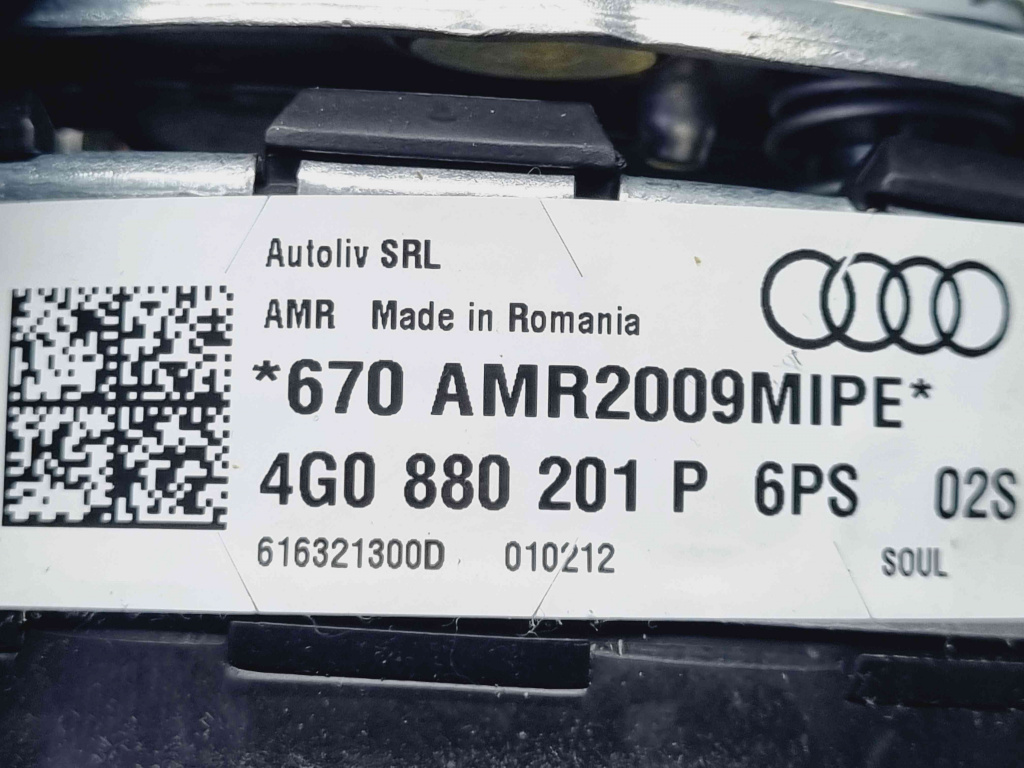 Autoliv SRL
AMR Made in Romania
*670 AMR2009MIPE*
4G0 880 201 P 6PS 02S
616321300D 010212 SOUL